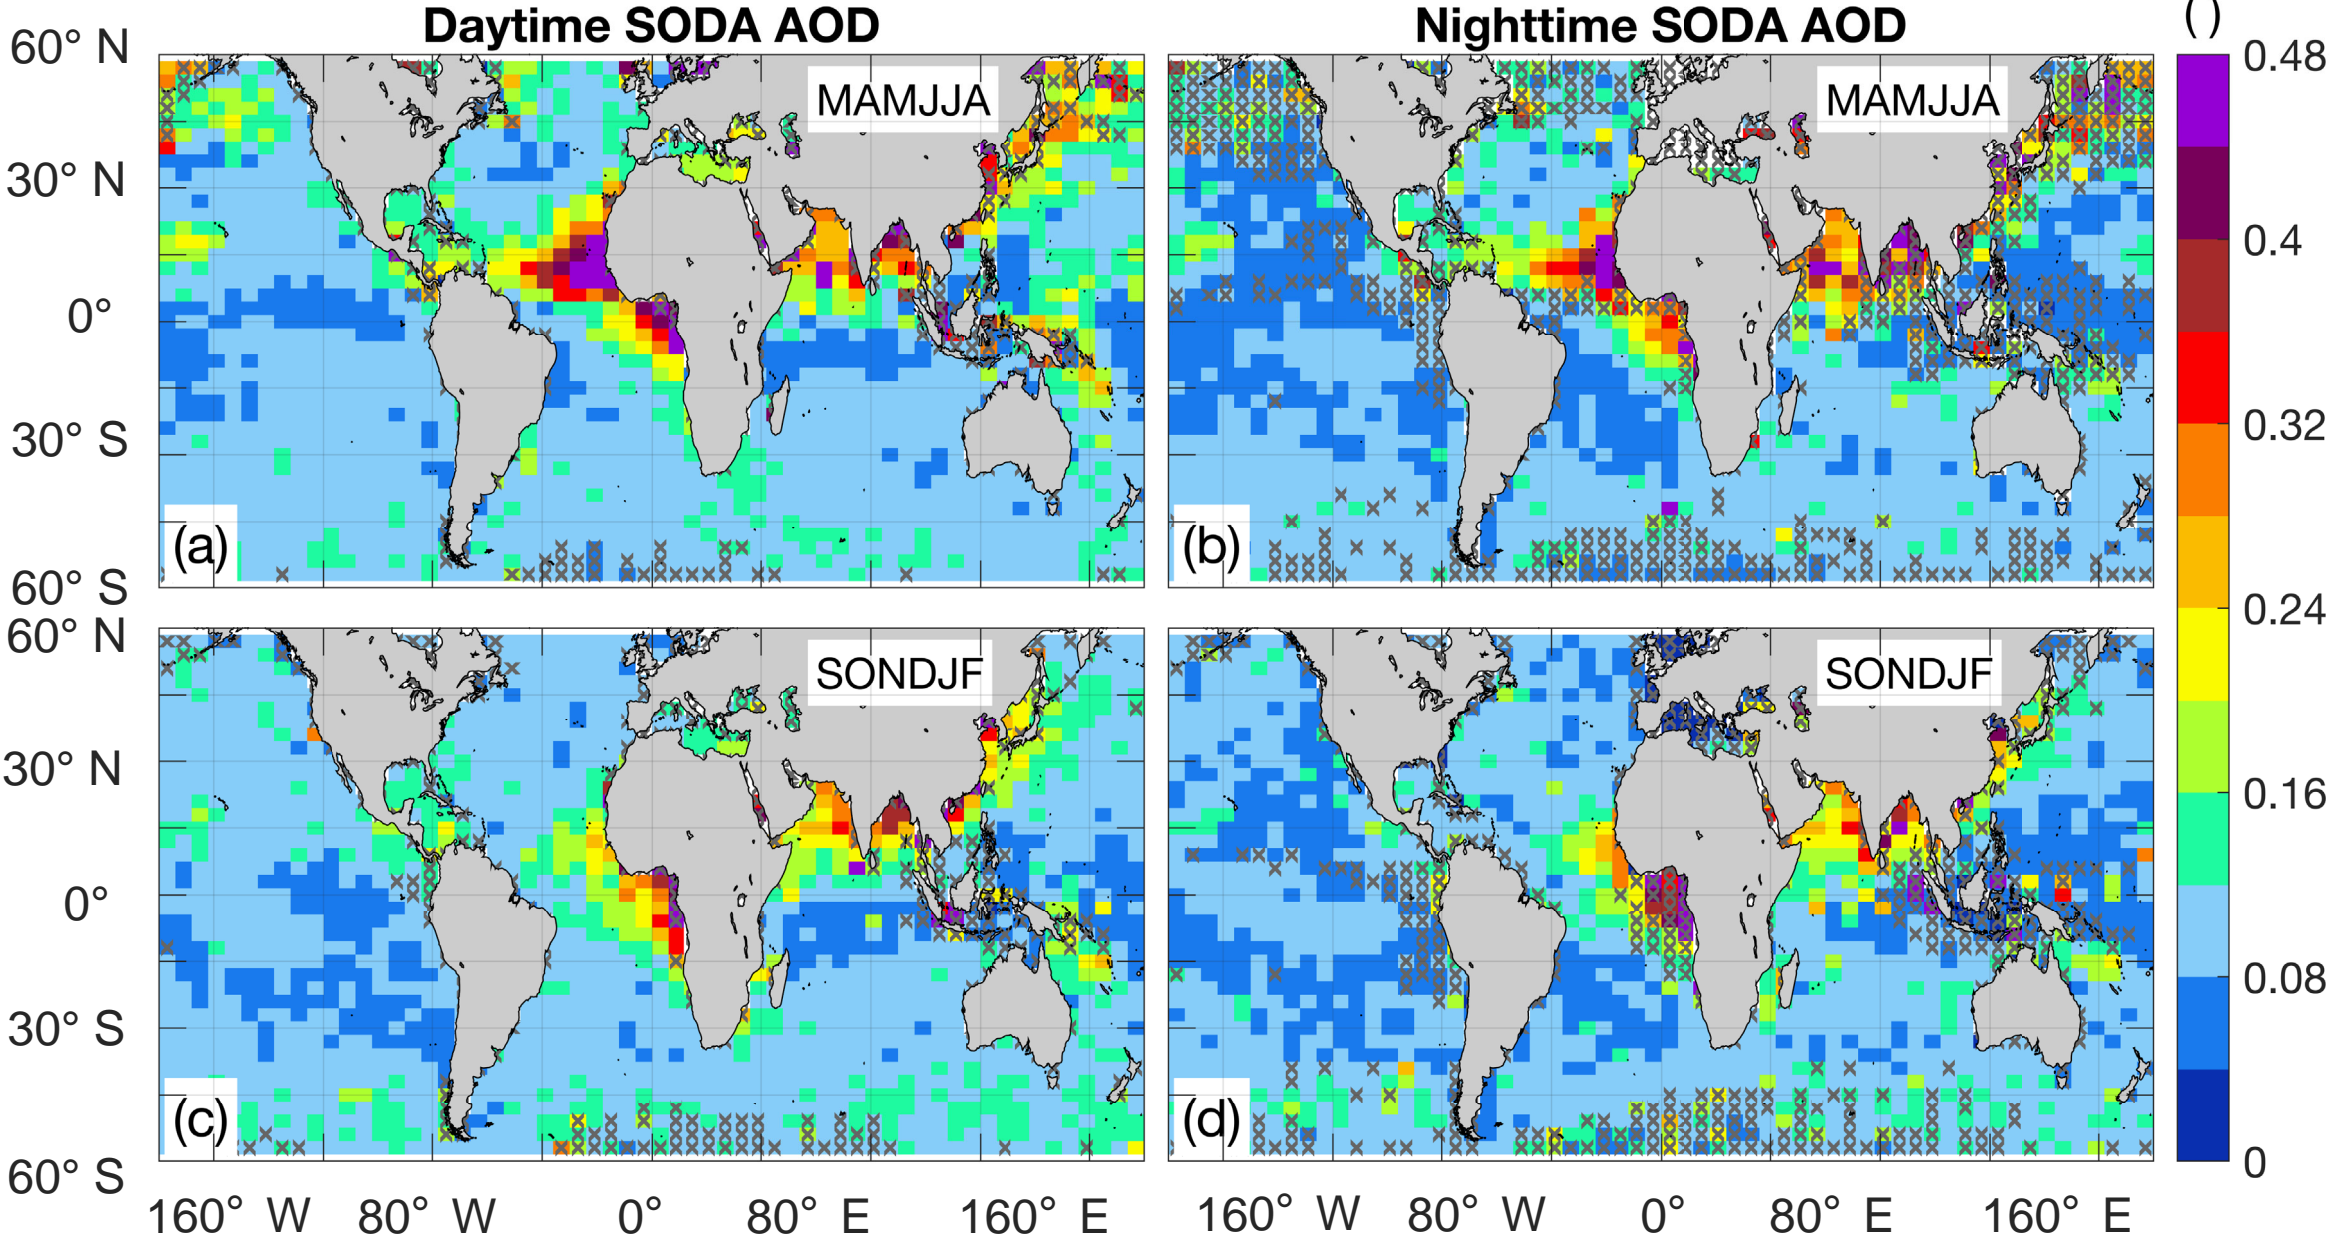 Daytime SODA AOD
Nighttime SODA AOD
( )
60° N
30° N
0°
30° S
60° S
MAMJJA
(a)
MAMJJA
(b)
0.48
0.4
0.32
0.24
0.16
0.08
0
60° N
30° N
0°
30° S
60° S
SONDJF
(c)
SONDJF
(d)
160° W 80° W 0° 80° E 160° E
160° W 80° W 0° 80° E 160° E